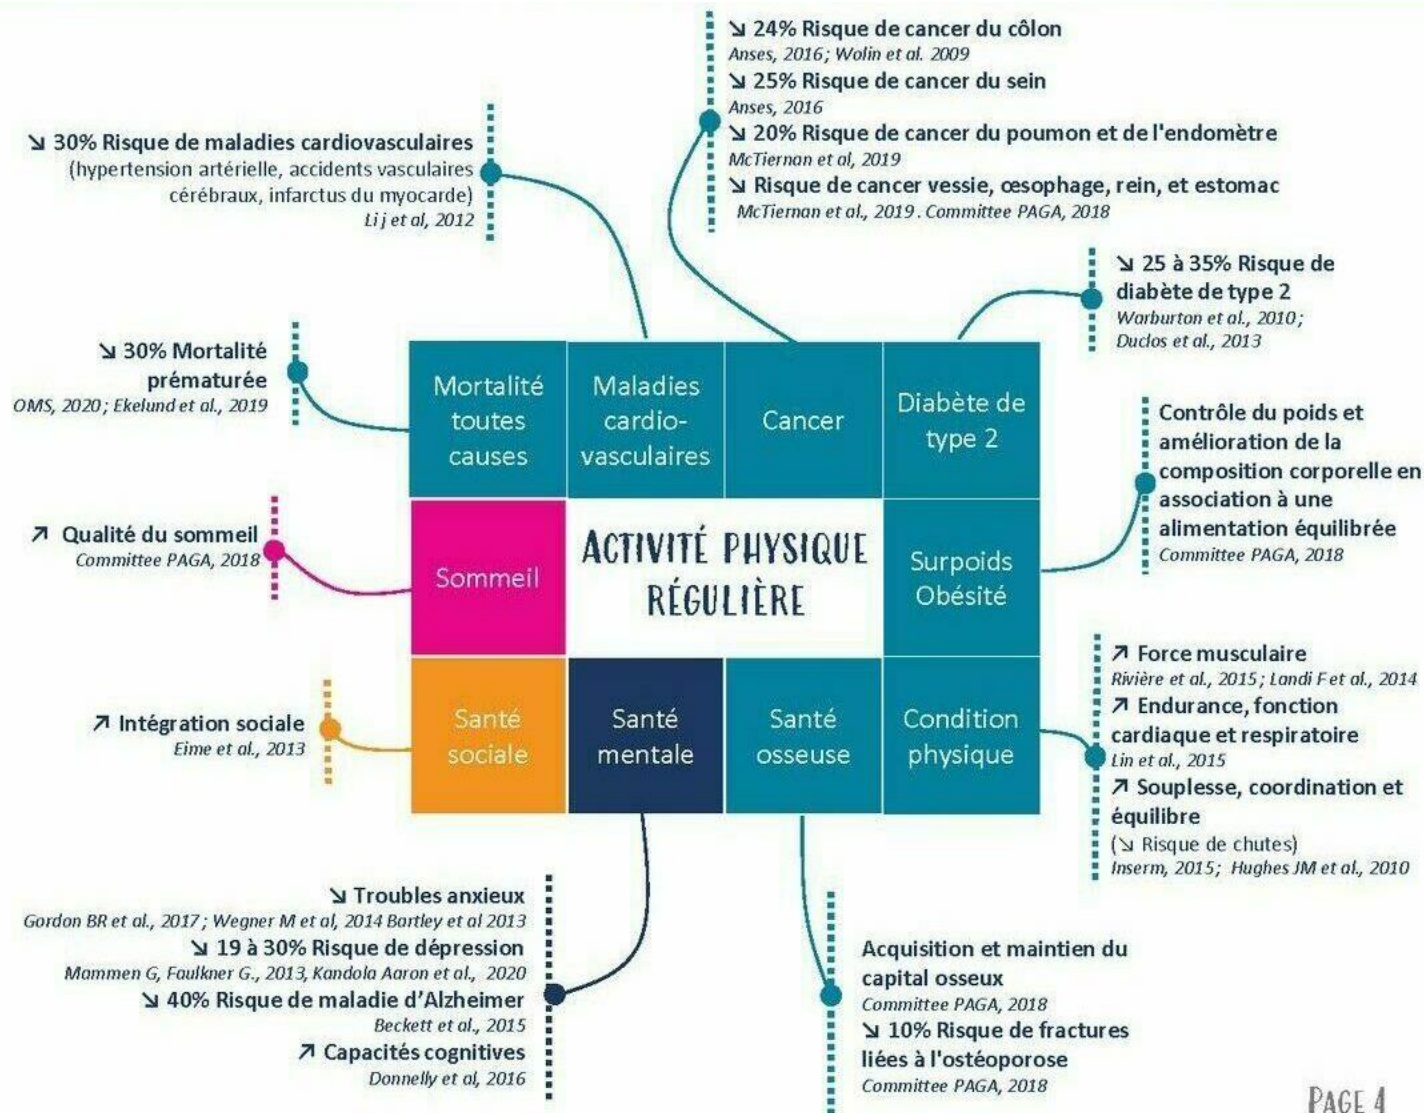 ↘ 24% Risque de cancer du côlon
Anses, 2016 ; Wolin et al. 2009
↘ 25% Risque de cancer du sein
Anses, 2016
↘ 20% Risque de cancer du poumon et de l'endomètre
McTiernan et al, 2019
↘ Risque de cancer vessie, œsophage, rein, et estomac
McTiernan et al., 2019 . Committee PAGA, 2018
↘ 30% Risque de maladies cardiovasculaires
(hypertension artérielle, accidents vasculaires
cérébraux, infarctus du myocarde)
Li j et al, 2012
↘ 25 à 35% Risque de
diabète de type 2
Warburton et al., 2010 ;
Duclos et al., 2013
↘ 30% Mortalité
prématurée
OMS, 2020 ; Ekelund et al., 2019
Mortalité
toutes
causes
Maladies
cardio-
vasculaires
Cancer
Diabète de
type 2
Contrôle du poids et
amélioration de la
composition corporelle en
association à une
alimentation équilibrée
Committee PAGA, 2018
↗ Qualité du sommeil
Committee PAGA, 2018
Sommeil
ACTIVITÉ PHYSIQUE
RÉGULIÈRE
Surpoids
Obésité
↗ Intégration sociale
Eime et al., 2013
Santé
sociale
Santé
mentale
Santé
osseuse
Condition
physique
↗ Force musculaire
Rivière et al., 2015 ; Landi F et al., 2014
↗ Endurance, fonction
cardiaque et respiratoire
Lin et al., 2015
↗ Souplesse, coordination et
équilibre
(↘ Risque de chutes)
Inserm, 2015 ; Hughes JM et al., 2010
↘ Troubles anxieux
Gordon BR et al., 2017 ; Wegner M et al, 2014 Bartley et al 2013
↘ 19 à 30% Risque de dépression
Mammen G, Faulkner G., 2013, Kandola Aaron et al., 2020
↘ 40% Risque de maladie d'Alzheimer
Beckett et al., 2015
↗ Capacités cognitives
Donnelly et al, 2016
Acquisition et maintien du
capital osseux
Committee PAGA, 2018
↘ 10% Risque de fractures
liées à l'ostéoporose
Committee PAGA, 2018
PAGE 4